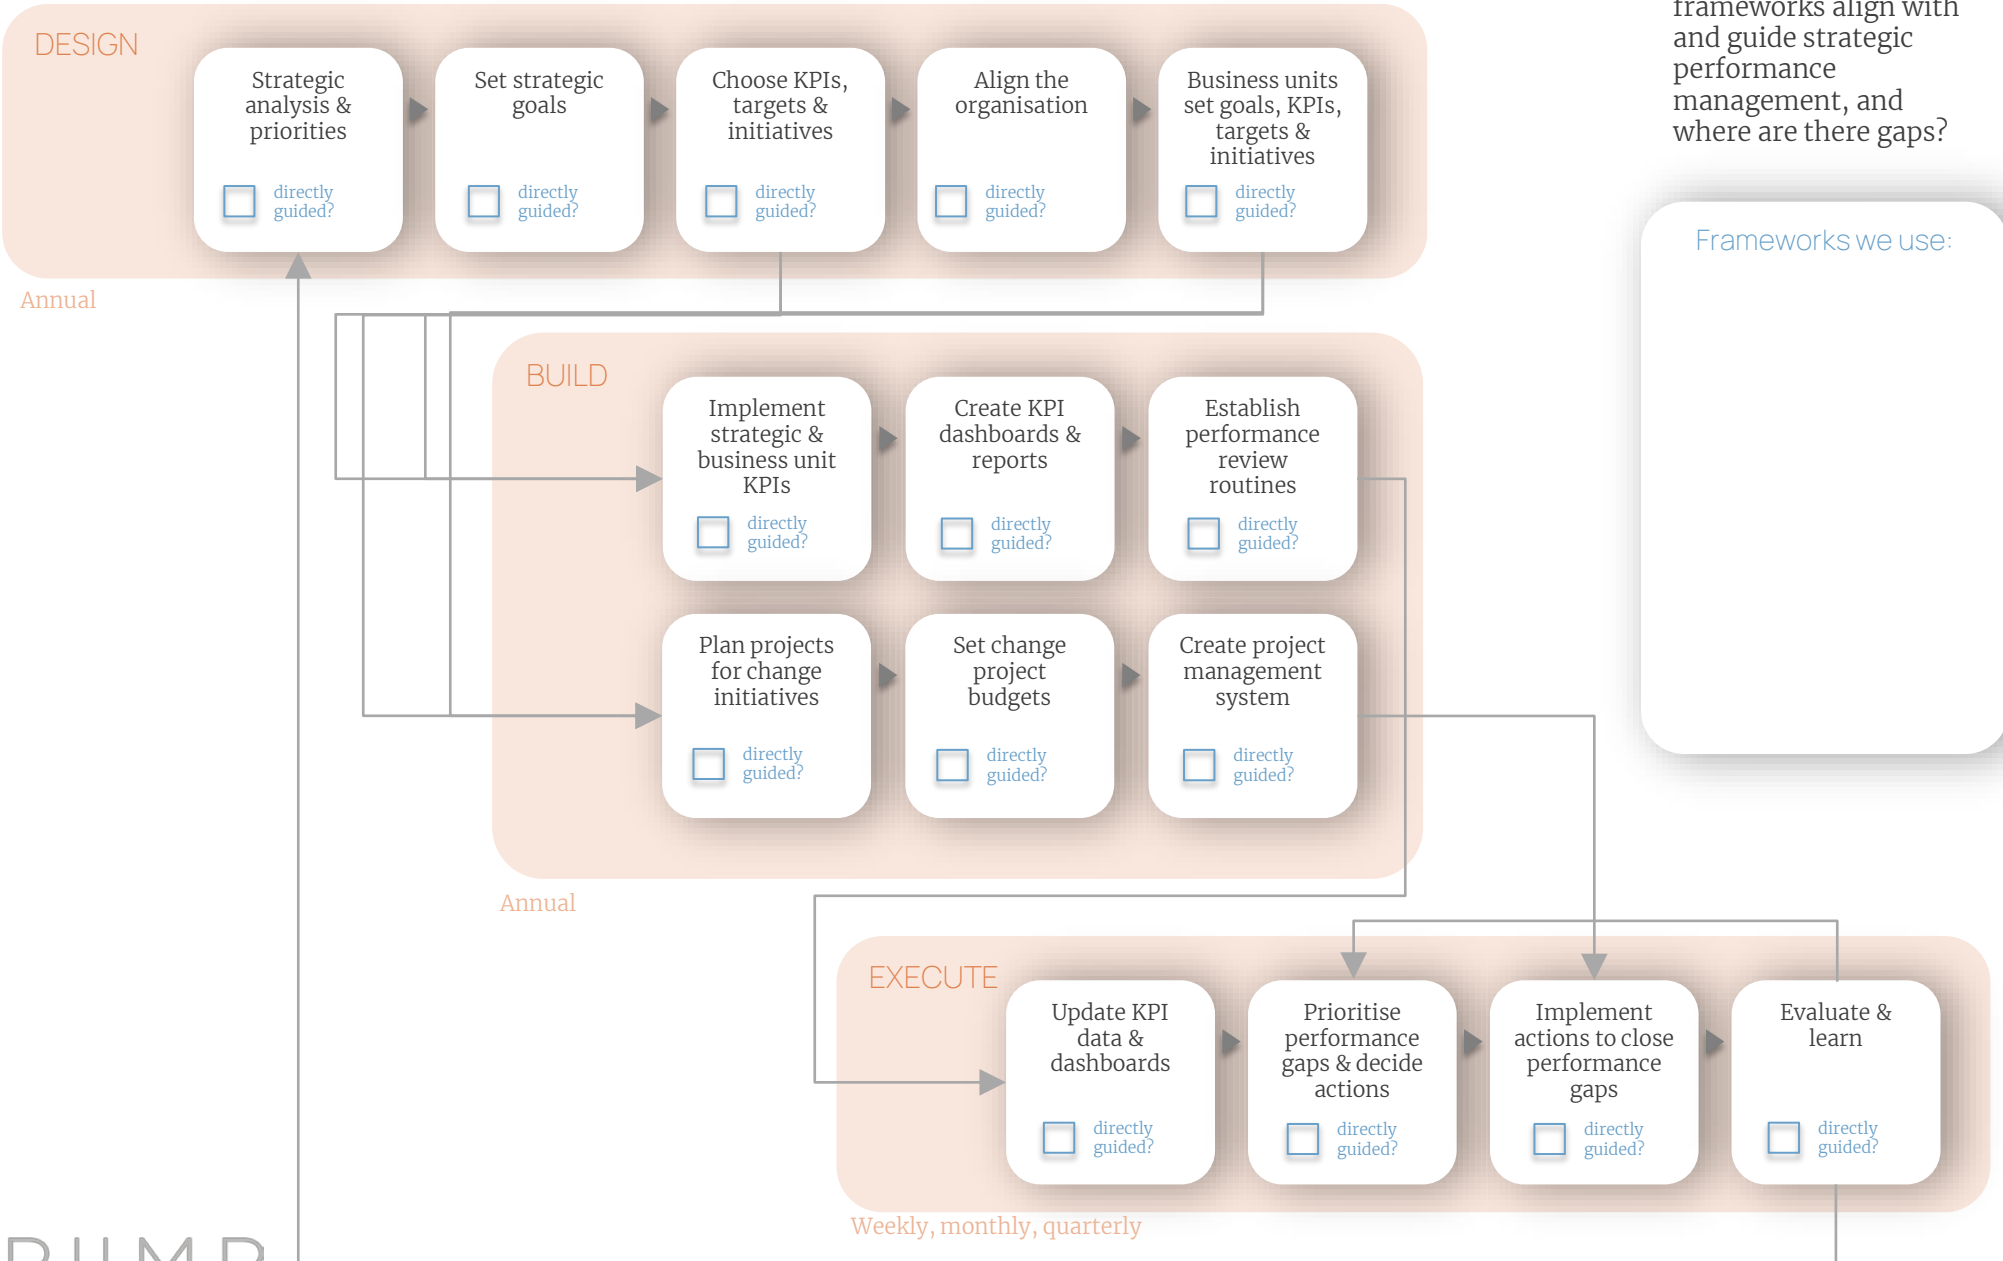 frameworks align with
and guide strategic
performance
management, and
where are there gaps?
DESIGN
Strategic
analysis &
priorities
directly
guided?
Set strategic
goals
directly
guided?
Choose KPIs,
targets &
initiatives
directly
guided?
Align the
organisation
directly
guided?
Business units
set goals, KPIs,
targets &
initiatives
directly
guided?
Annual
Frameworks we use:
BUILD
Implement
strategic &
business unit
KPIs
directly
guided?
Create KPI
dashboards &
reports
directly
guided?
Establish
performance
review
routines
directly
guided?
Plan projects
for change
initiatives
directly
guided?
Set change
project
budgets
directly
guided?
Create project
management
system
directly
guided?
Annual
EXECUTE
Update KPI
data &
dashboards
directly
guided?
Prioritise
performance
gaps & decide
actions
directly
guided?
Implement
actions to close
performance
gaps
directly
guided?
Evaluate &
learn
directly
guided?
Weekly, monthly, quarterly